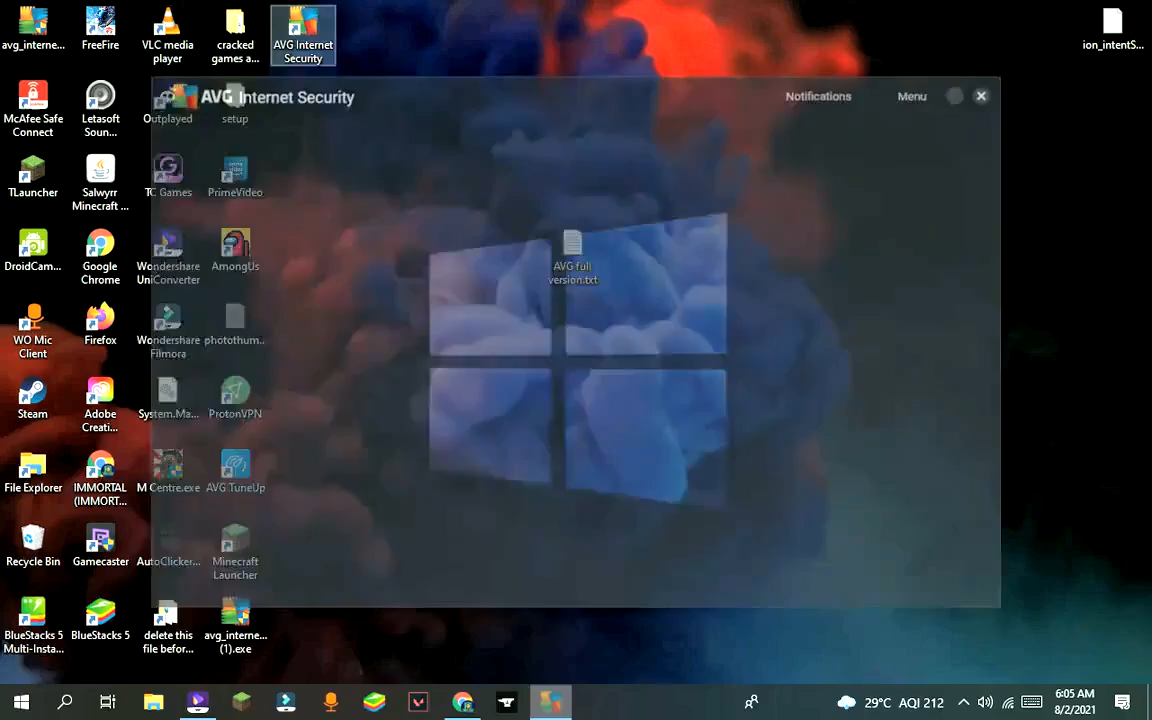 avg_interne...
FreeFire
VLC media
player
cracked
games a...
AVG Internet
Security
ion_intentS...
McAfee Safe
Connect
Letasoft
Soun...
Outplayed
setup
AVG Internet Security
Notifications
Menu
TLauncher
Salwyrr
Minecraft ...
TC Games
PrimeVideo
DroidCam...
Google
Chrome
Wondershare
UniConverter
AmongUs
AVG full
version.txt
WO Mic
Client
Firefox
Wondershare
Filmora
photothum...
Steam
Adobe
Creati...
System.Ma...
ProtonVPN
File Explorer
IMMORTAL
(IMMORT...
M Centre.exe
AVG TuneUp
Recycle Bin
Gamecaster
AutoClicker...
Minecraft
Launcher
BlueStacks 5
Multi-Insta...
BlueStacks 5
delete this
file befor...
avg_interne...
(1).exe
29°C AQI 212
6:05 AM
8/2/2021